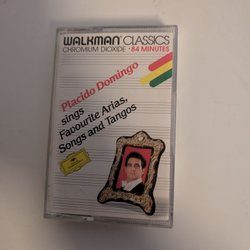 WALKMAN CLASSICS
CHROMIUM DIOXIDE · 84 MINUTES
Placido Domingo
sings
Favourite Arias,
Songs and Tangos